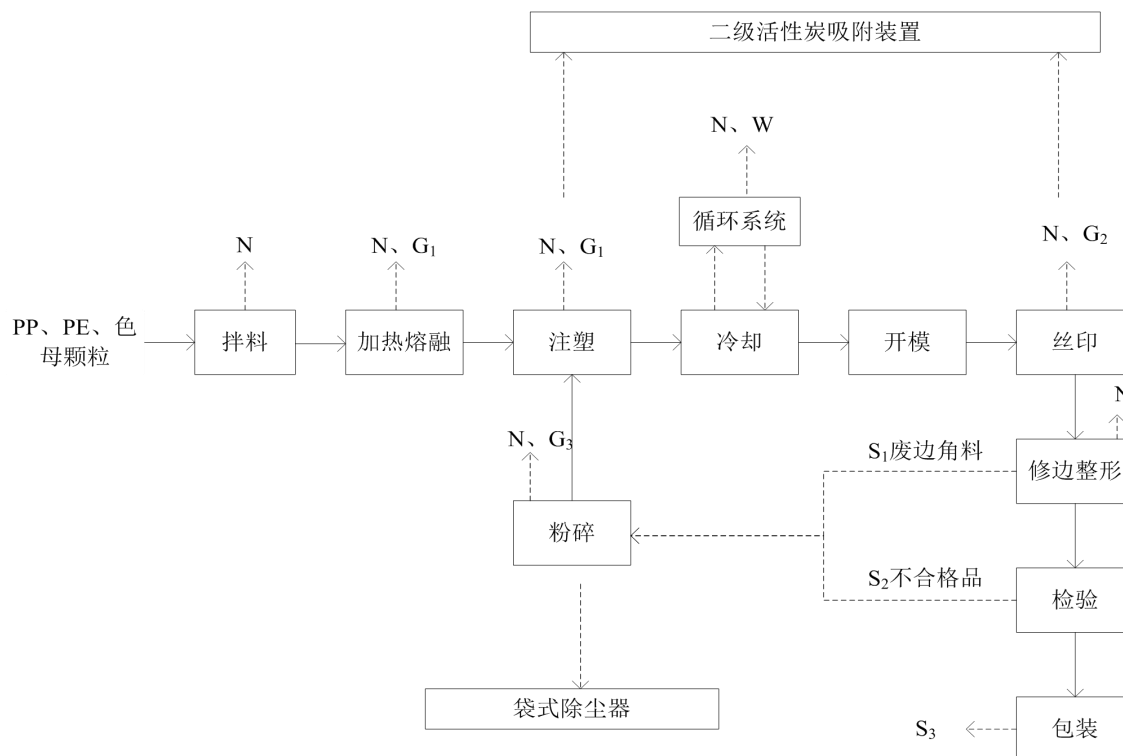 二级活性炭吸附装置
N、W
循环系统
N
N、G₁
N、G₁
N、G₂
PP、PE、色
母颗粒
拌料
加热熔融
注塑
冷却
开模
丝印
N
N、G₃
S₁废边角料
修边整形
粉碎
S₂不合格品
检验
袋式除尘器
S₃
包装